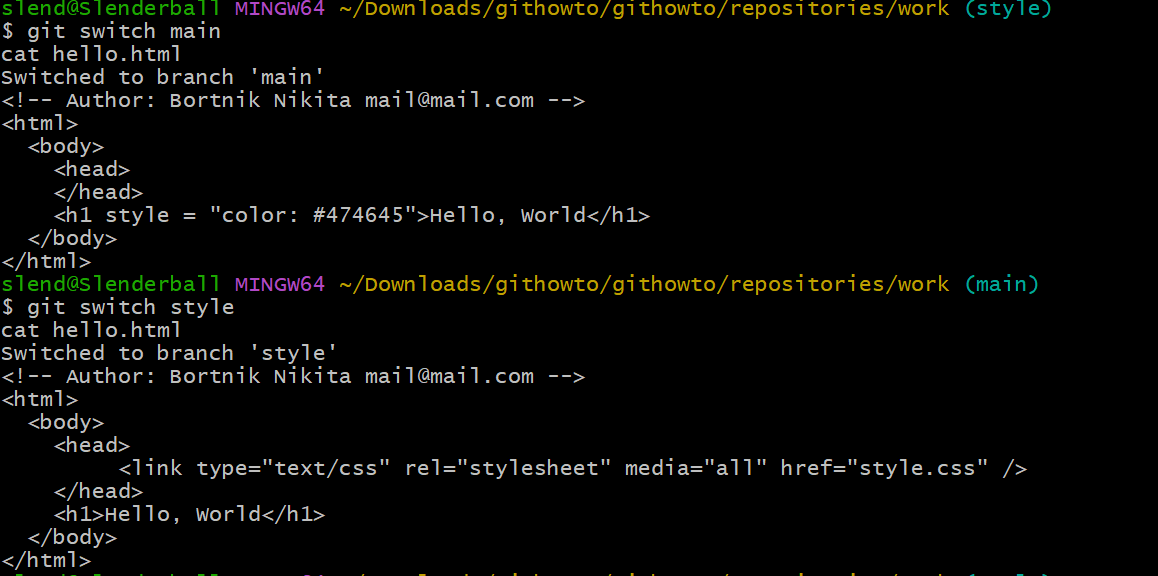 slend@Slenderball MINGW64 ~/Downloads/githowto/githowto/repositories/work (style)
$ git switch main
cat hello.html
Switched to branch 'main'
<!-- Author: Bortnik Nikita mail@mail.com -->
<html>
  <body>
    <head>
    </head>
    <h1 style = "color: #474645">Hello, World</h1>
  </body>
</html>
slend@Slenderball MINGW64 ~/Downloads/githowto/githowto/repositories/work (main)
$ git switch style
cat hello.html
Switched to branch 'style'
<!-- Author: Bortnik Nikita mail@mail.com -->
<html>
  <body>
    <head>
         <link type="text/css" rel="stylesheet" media="all" href="style.css" />
    </head>
    <h1>Hello, World</h1>
  </body>
</html>